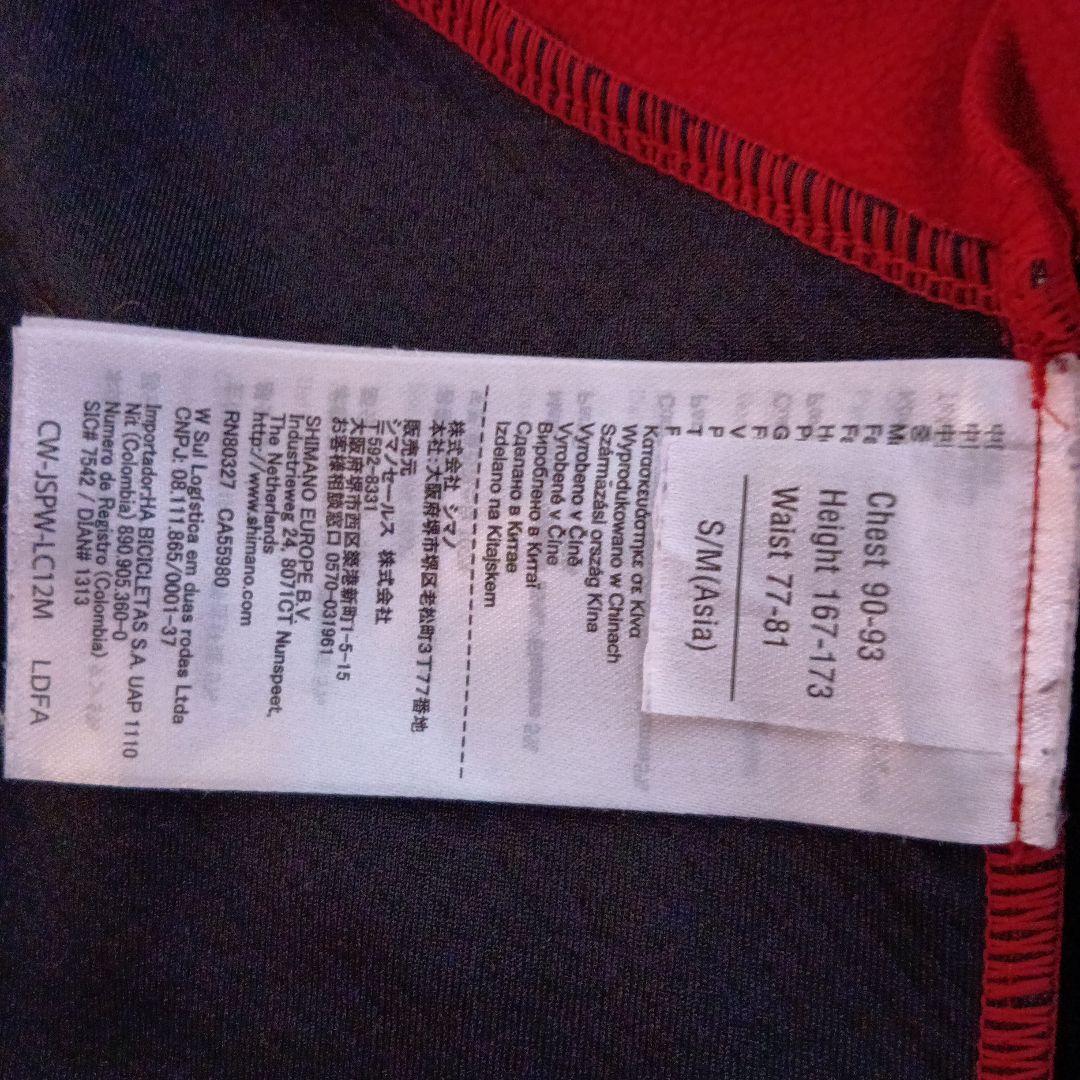 Chest 90-93
Height 167-173
Waist 77-81
S/M(Asia)
Κατασκευάστηκε σε Κίνα
Wyprodukowano w Chinach
Származási ország Kína
Vyrobeno v Číně
Vyrobené v Číne
Вироблено в Китаї
Сделано в Китае
Izdelano na Kitajskem
株式会社 シマノ
本社:大阪府堺市堺区老松町3丁77番地
販売元
シマノセールス 株式会社
〒592-8331
大阪府堺市西区築港新町1-5-15
お客様相談窓口 0570-031961
SHIMANO EUROPE B.V.
Industrieweg 24, 8071CT Nunspeet,
The Netherlands
http://www.shimano.com
RN80327 CA55980
W Sul Logística em duas rodas Ltda
CNPJ: 08.111.865/0001-37
Importador:HA BICICLETAS S.A. UAP 1110
Nit (Colombia) 890.905.360-0
Numero de Registro (Colombia)
SIC# 7542 / DIAN# 1313
CW-JSPW-LC12M LDFA